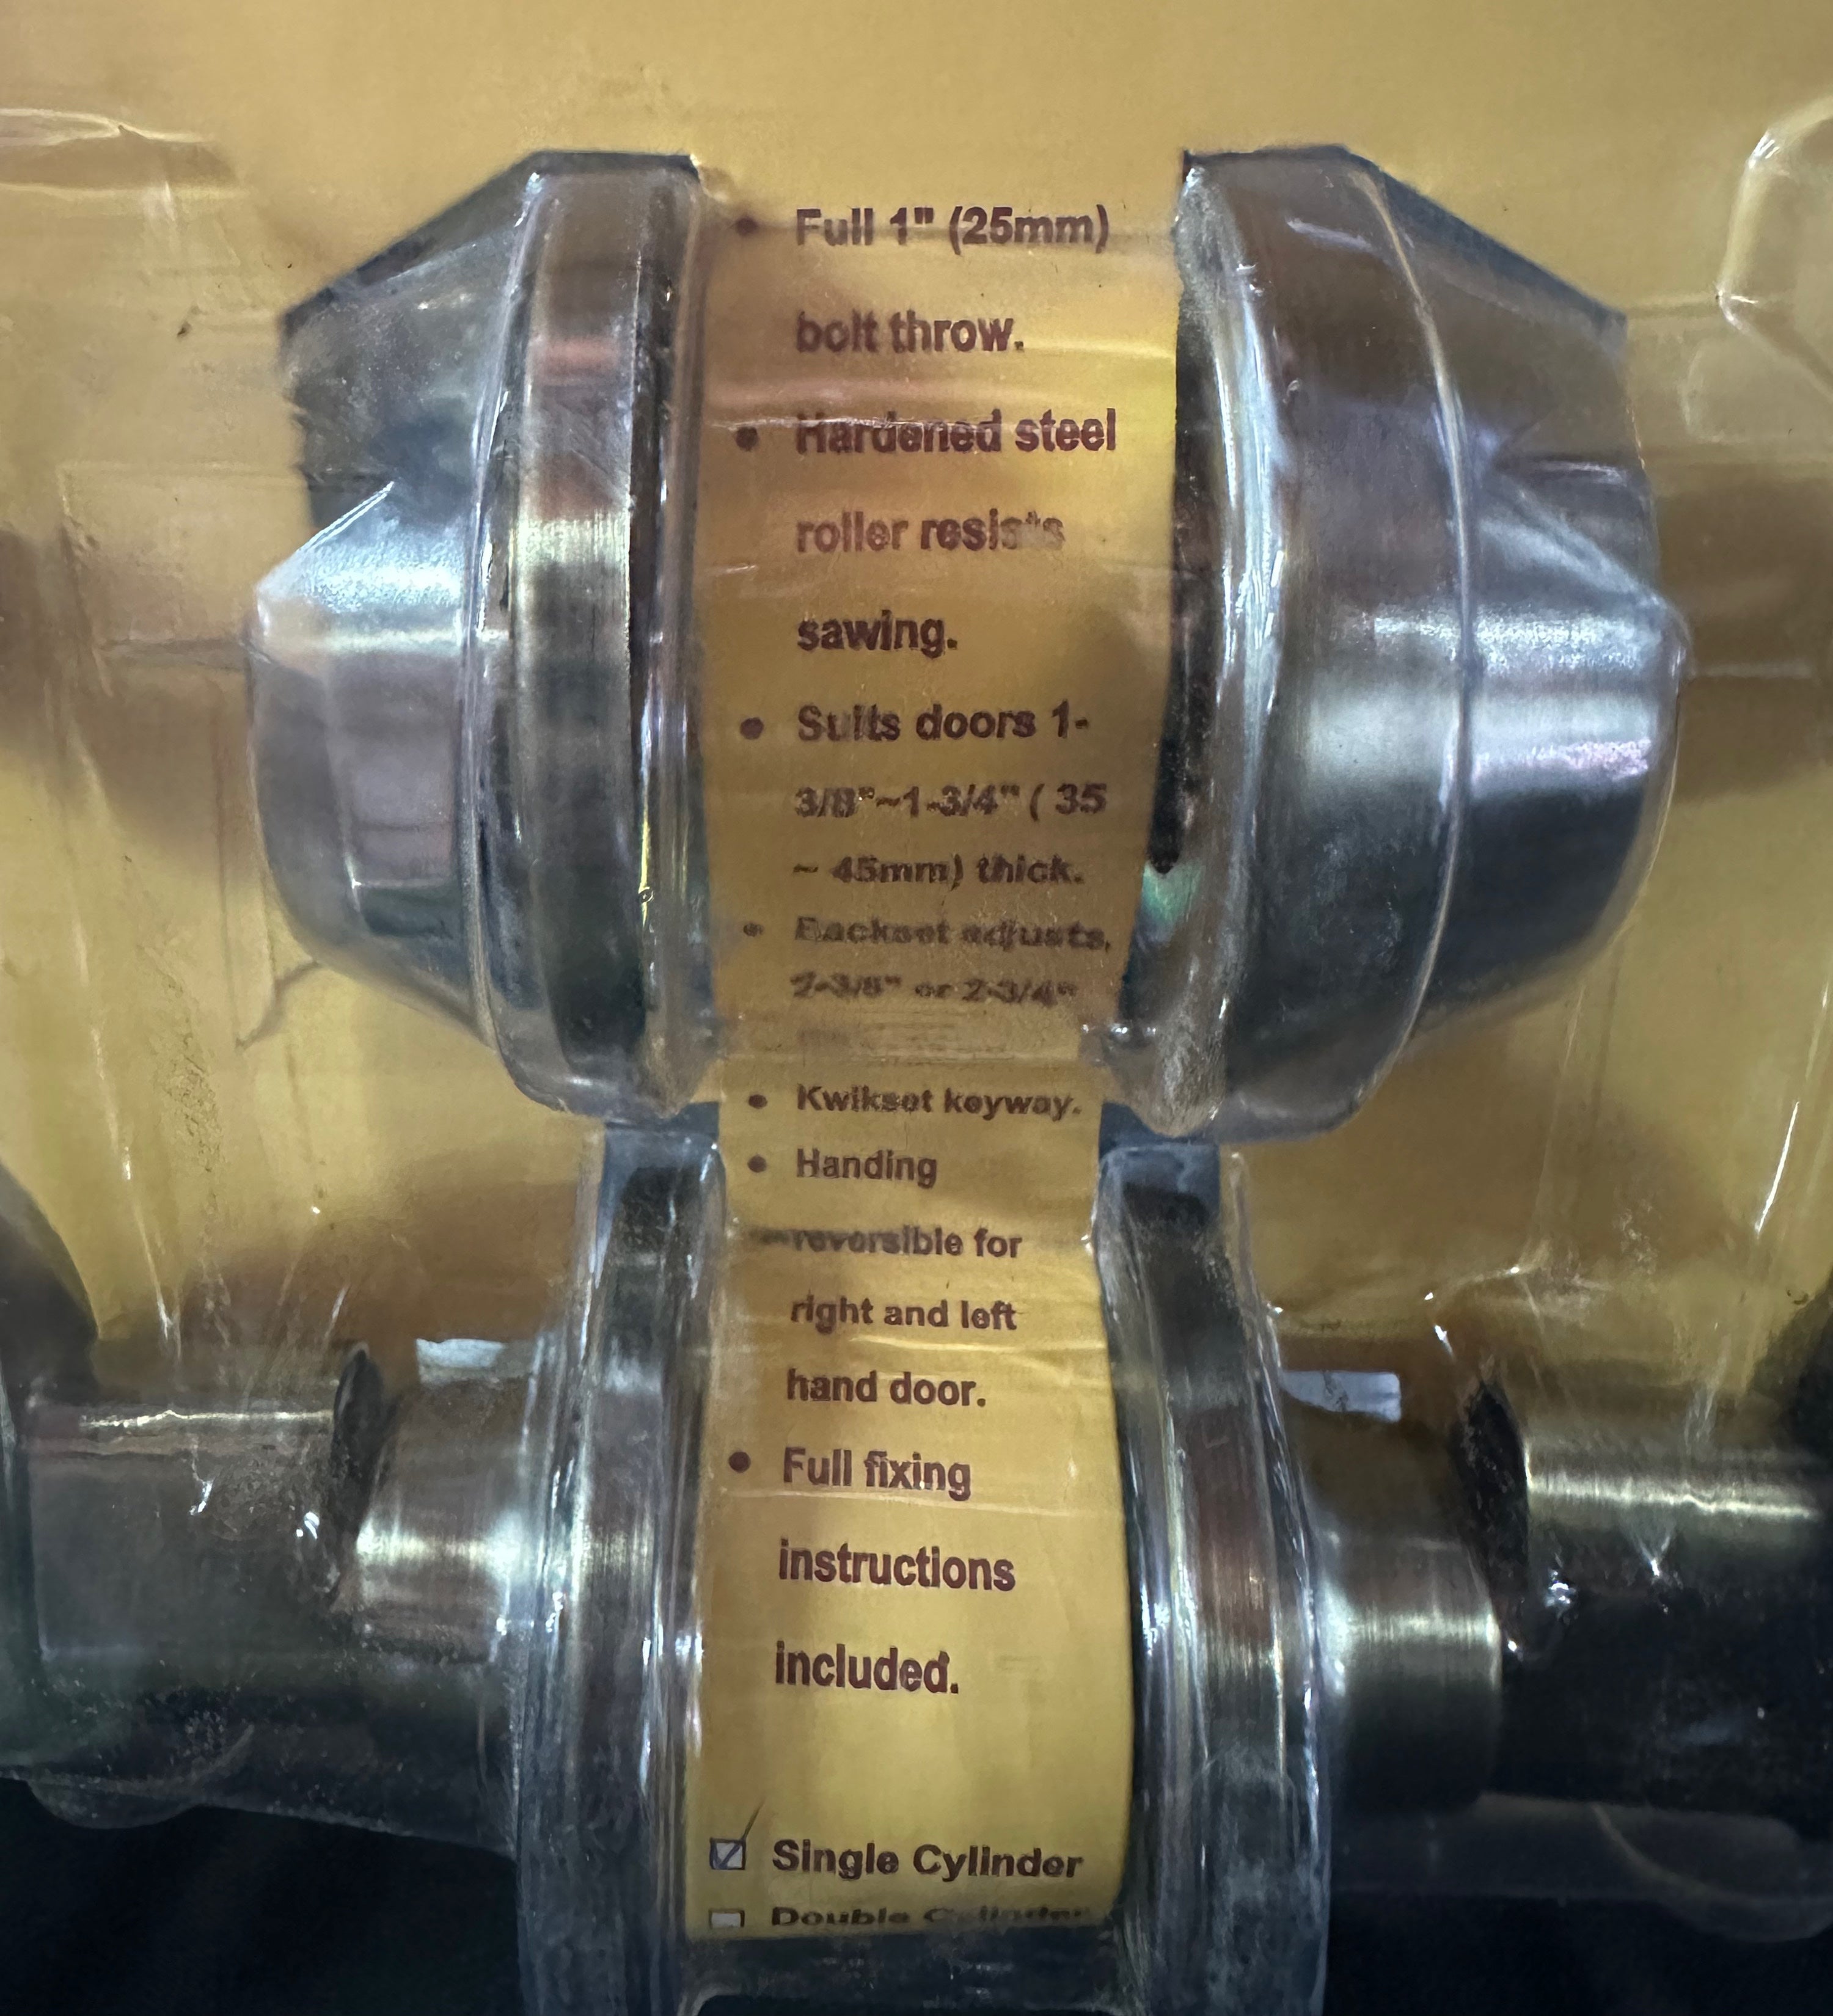 • Full 1" (25mm)
bolt throw.
• Hardened steel
roller resists
sawing.
• Suits doors 1-
3/8"~1-3/4" ( 35
~ 45mm) thick.
• Backset adjusts,
2-3/8" or 2-3/4"
• Kwikset keyway.
• Handing
reversible for
right and left
hand door.
• Full fixing
instructions
included.
☑ Single Cylinder
☐ Double Cylinder